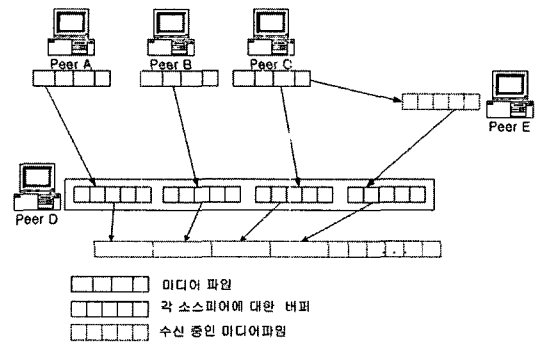 Peer A
Peer B
Peer C
Peer E
Peer D
...
미디어 파일
각 소스피어에 대한 버퍼
수신 중인 미디어파일